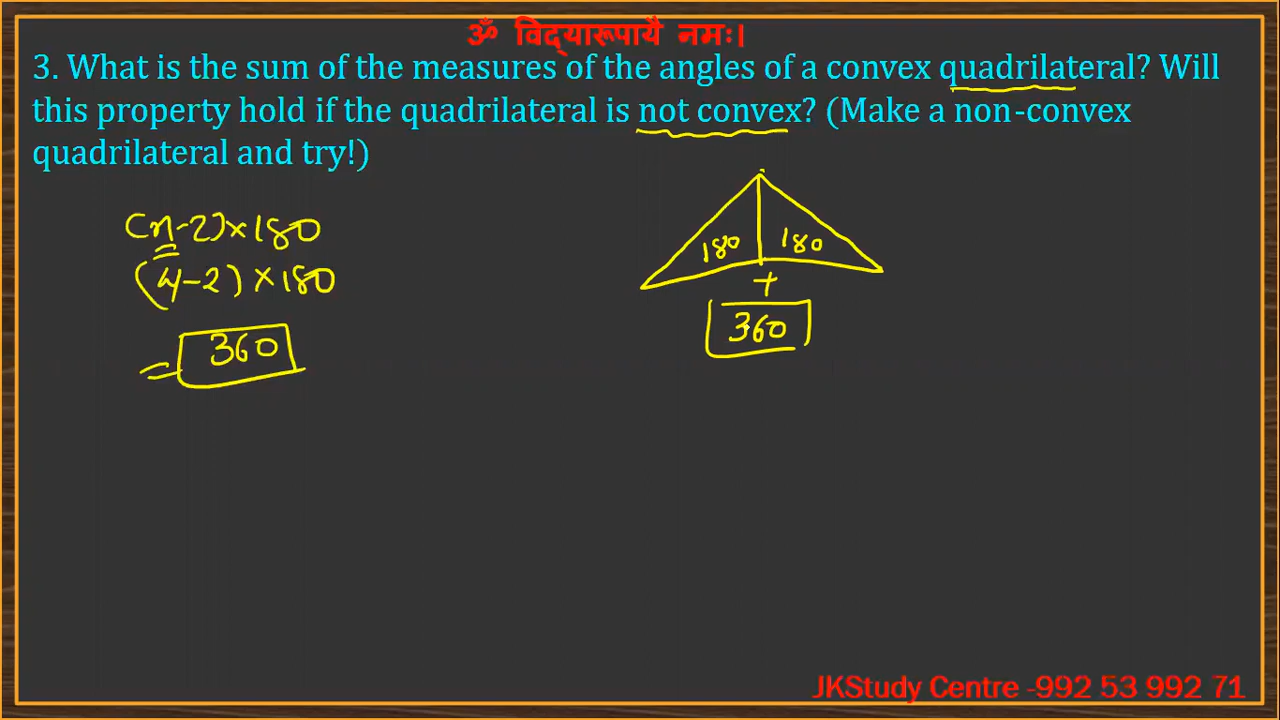 ॐ विद्यारूपायै नमः।
3. What is the sum of the measures of the angles of a convex quadrilateral? Will
this property hold if the quadrilateral is not convex? (Make a non-convex
quadrilateral and try!)
(n-2)×180
(4-2)×180
= 360
180 180
+
360
JKStudy Centre -992 53 992 71